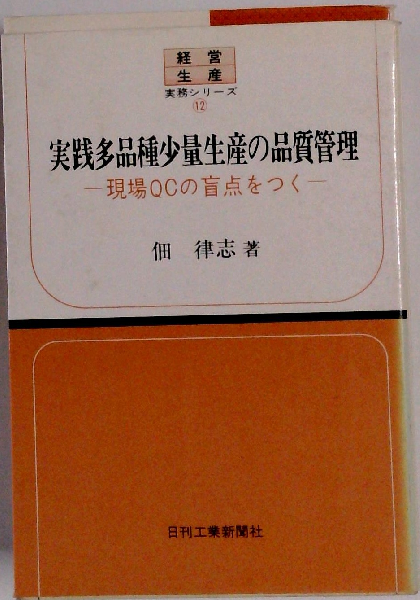 経営
生産
実務シリーズ
⑫
実践多品種少量生産の品質管理
―現場QCの盲点をつく―
佃 律志 著
日刊工業新聞社